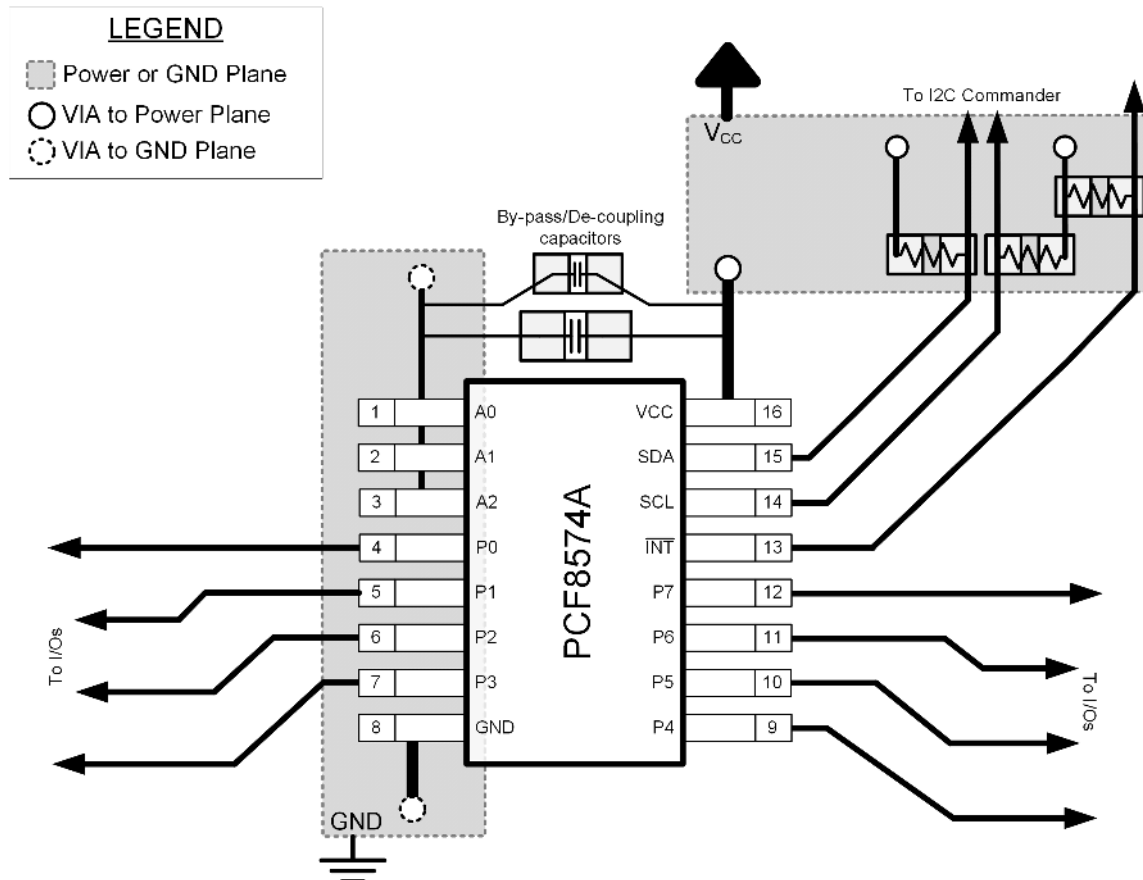 LEGEND
Power or GND Plane
VIA to Power Plane
VIA to GND Plane
To I2C Commander
VCC
By-pass/De-coupling
capacitors
1 A0 VCC 16
2 A1 SDA 15
3 A2 SCL 14
4 P0 INT 13
5 P1 P7 12
6 P2 P6 11
7 P3 P5 10
8 GND P4 9
PCF8574A
To I/Os
To I/Os
GND